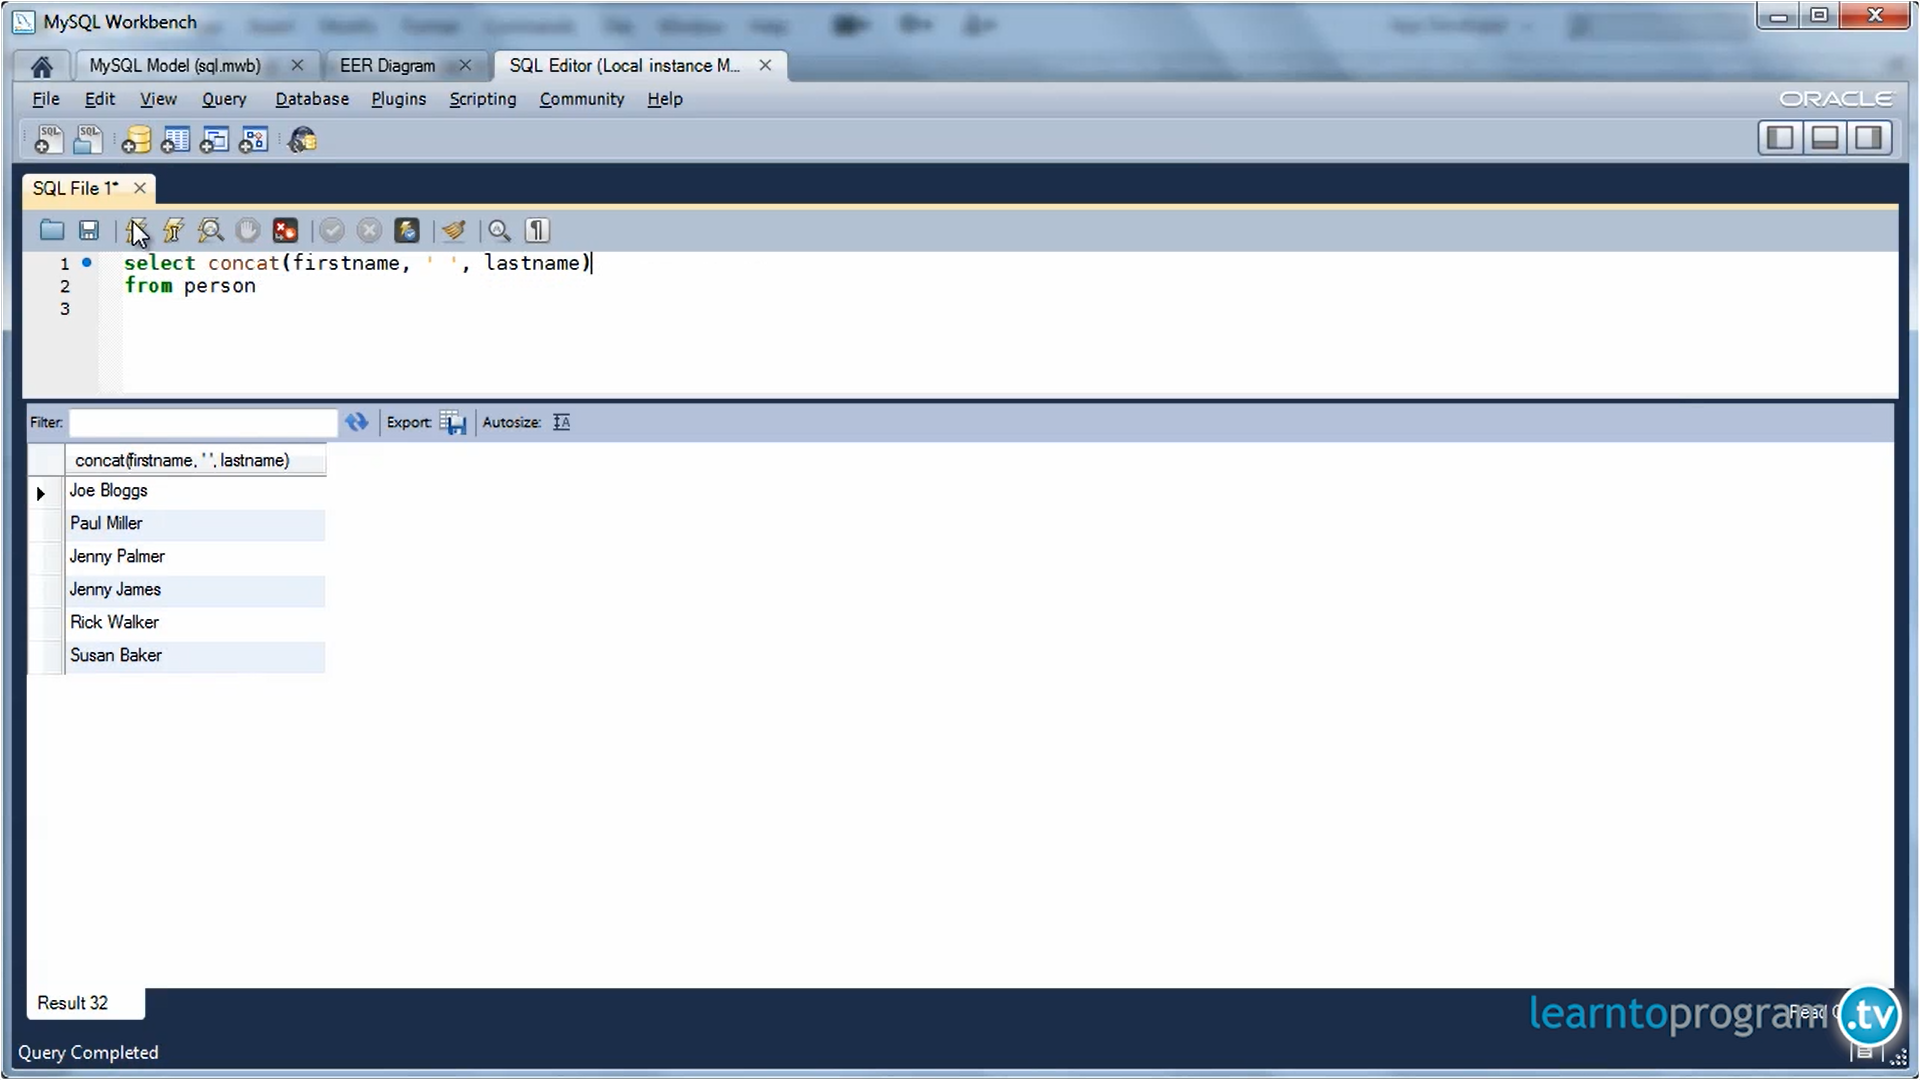 MySQL Workbench
MySQL Model (sql.mwb)
EER Diagram
SQL Editor (Local instance M...
File Edit View Query Database Plugins Scripting Community Help
ORACLE
SQL SQL
SQL File 1*
1 select concat(firstname, ' ', lastname)
2 from person
3
Filter:
Export:
Autosize:
concat(firstname, ' ', lastname)
Joe Bloggs
Paul Miller
Jenny Palmer
Jenny James
Rick Walker
Susan Baker
Result 32
learntoprogram.tv
Query Completed